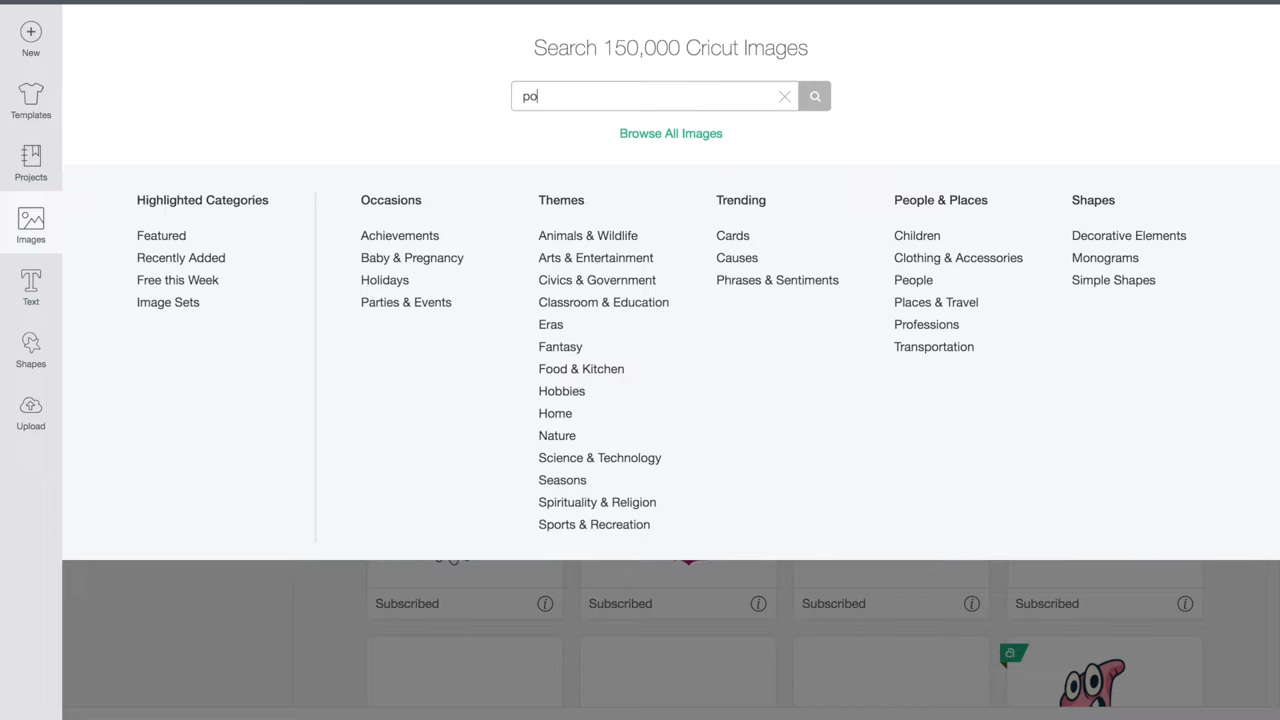 New
Templates
Projects
Images
Text
Shapes
Upload
Search 150,000 Cricut Images
po
Browse All Images
Highlighted Categories
Featured
Recently Added
Free this Week
Image Sets
Occasions
Achievements
Baby & Pregnancy
Holidays
Parties & Events
Themes
Animals & Wildlife
Arts & Entertainment
Civics & Government
Classroom & Education
Eras
Fantasy
Food & Kitchen
Hobbies
Home
Nature
Science & Technology
Seasons
Spirituality & Religion
Sports & Recreation
Trending
Cards
Causes
Phrases & Sentiments
People & Places
Children
Clothing & Accessories
People
Places & Travel
Professions
Transportation
Shapes
Decorative Elements
Monograms
Simple Shapes
Subscribed
Subscribed
Subscribed
Subscribed
a